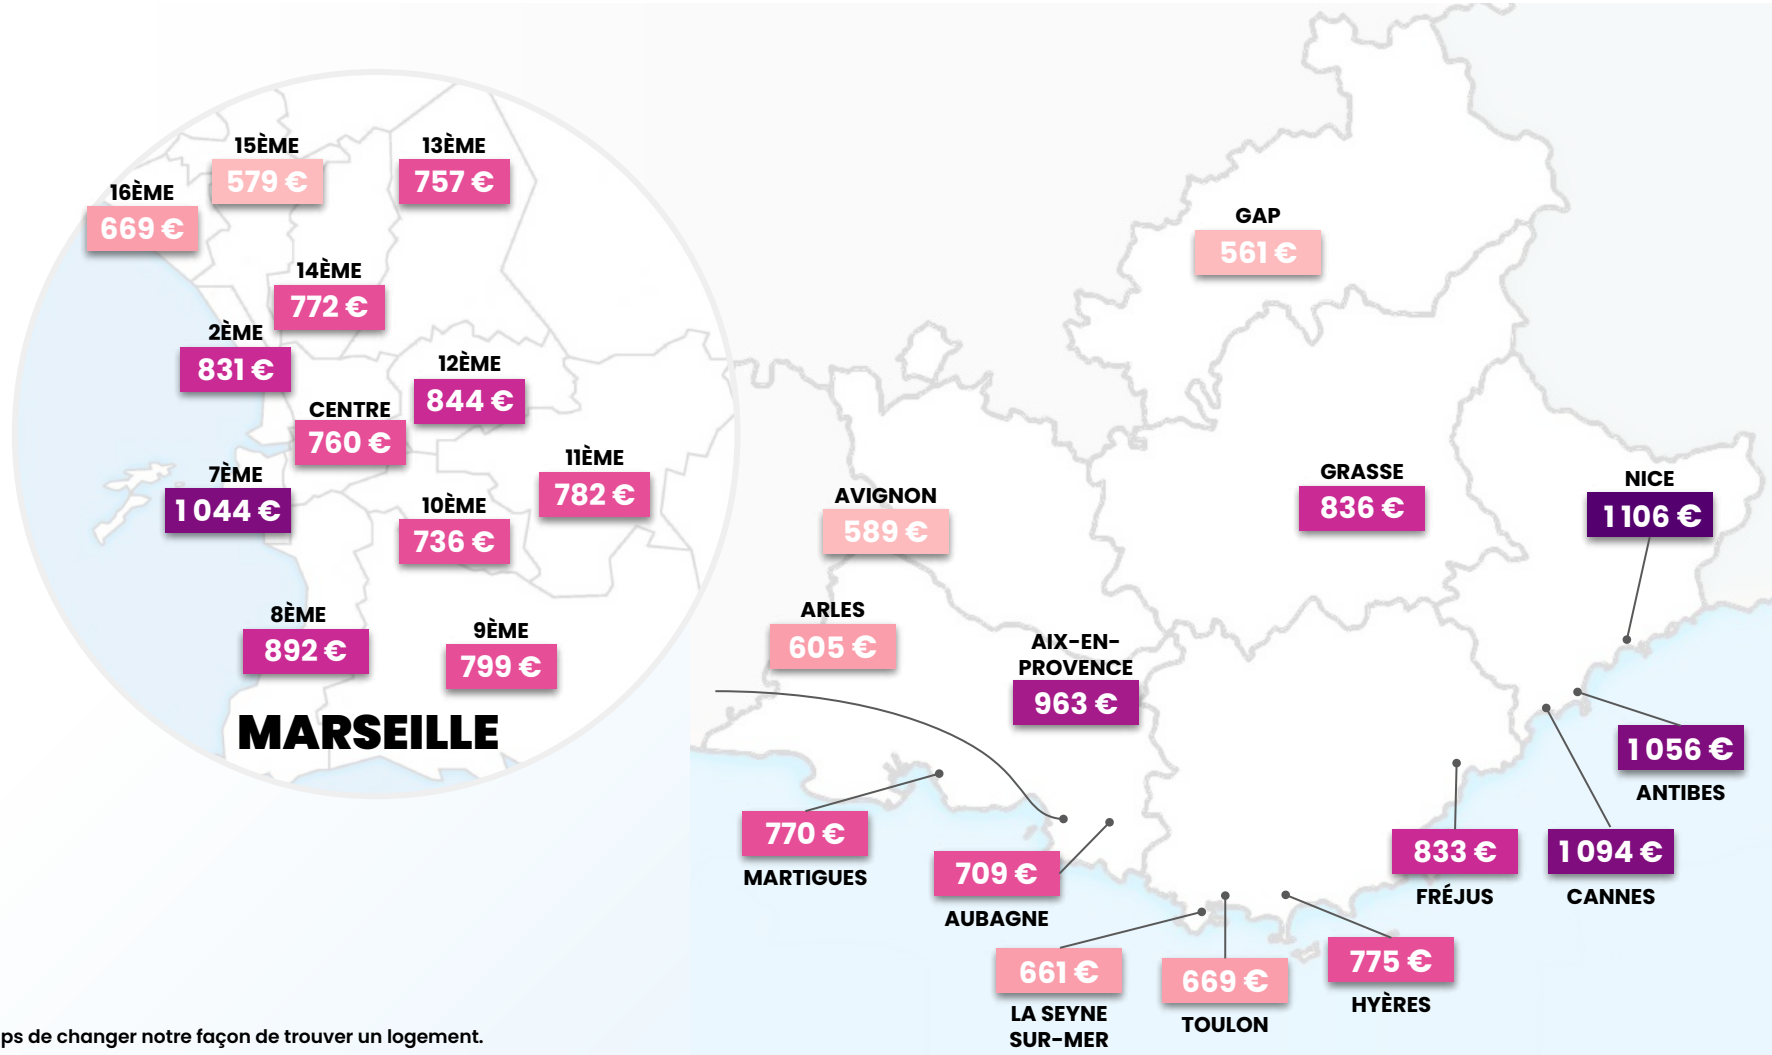 15ÈME
579 €
13ÈME
757 €
16ÈME
669 €
14ÈME
772 €
2ÈME
831 €
12ÈME
844 €
CENTRE
760 €
11ÈME
782 €
7ÈME
1 044 €
10ÈME
736 €
8ÈME
892 €
9ÈME
799 €
MARSEILLE
GAP
561 €
GRASSE
836 €
NICE
1 106 €
AVIGNON
589 €
ARLES
605 €
AIX-EN-
PROVENCE
963 €
1 056 €
ANTIBES
770 €
MARTIGUES
709 €
AUBAGNE
833 €
FRÉJUS
1 094 €
CANNES
661 €
LA SEYNE
SUR-MER
669 €
TOULON
775 €
HYÈRES
ps de changer notre façon de trouver un logement.